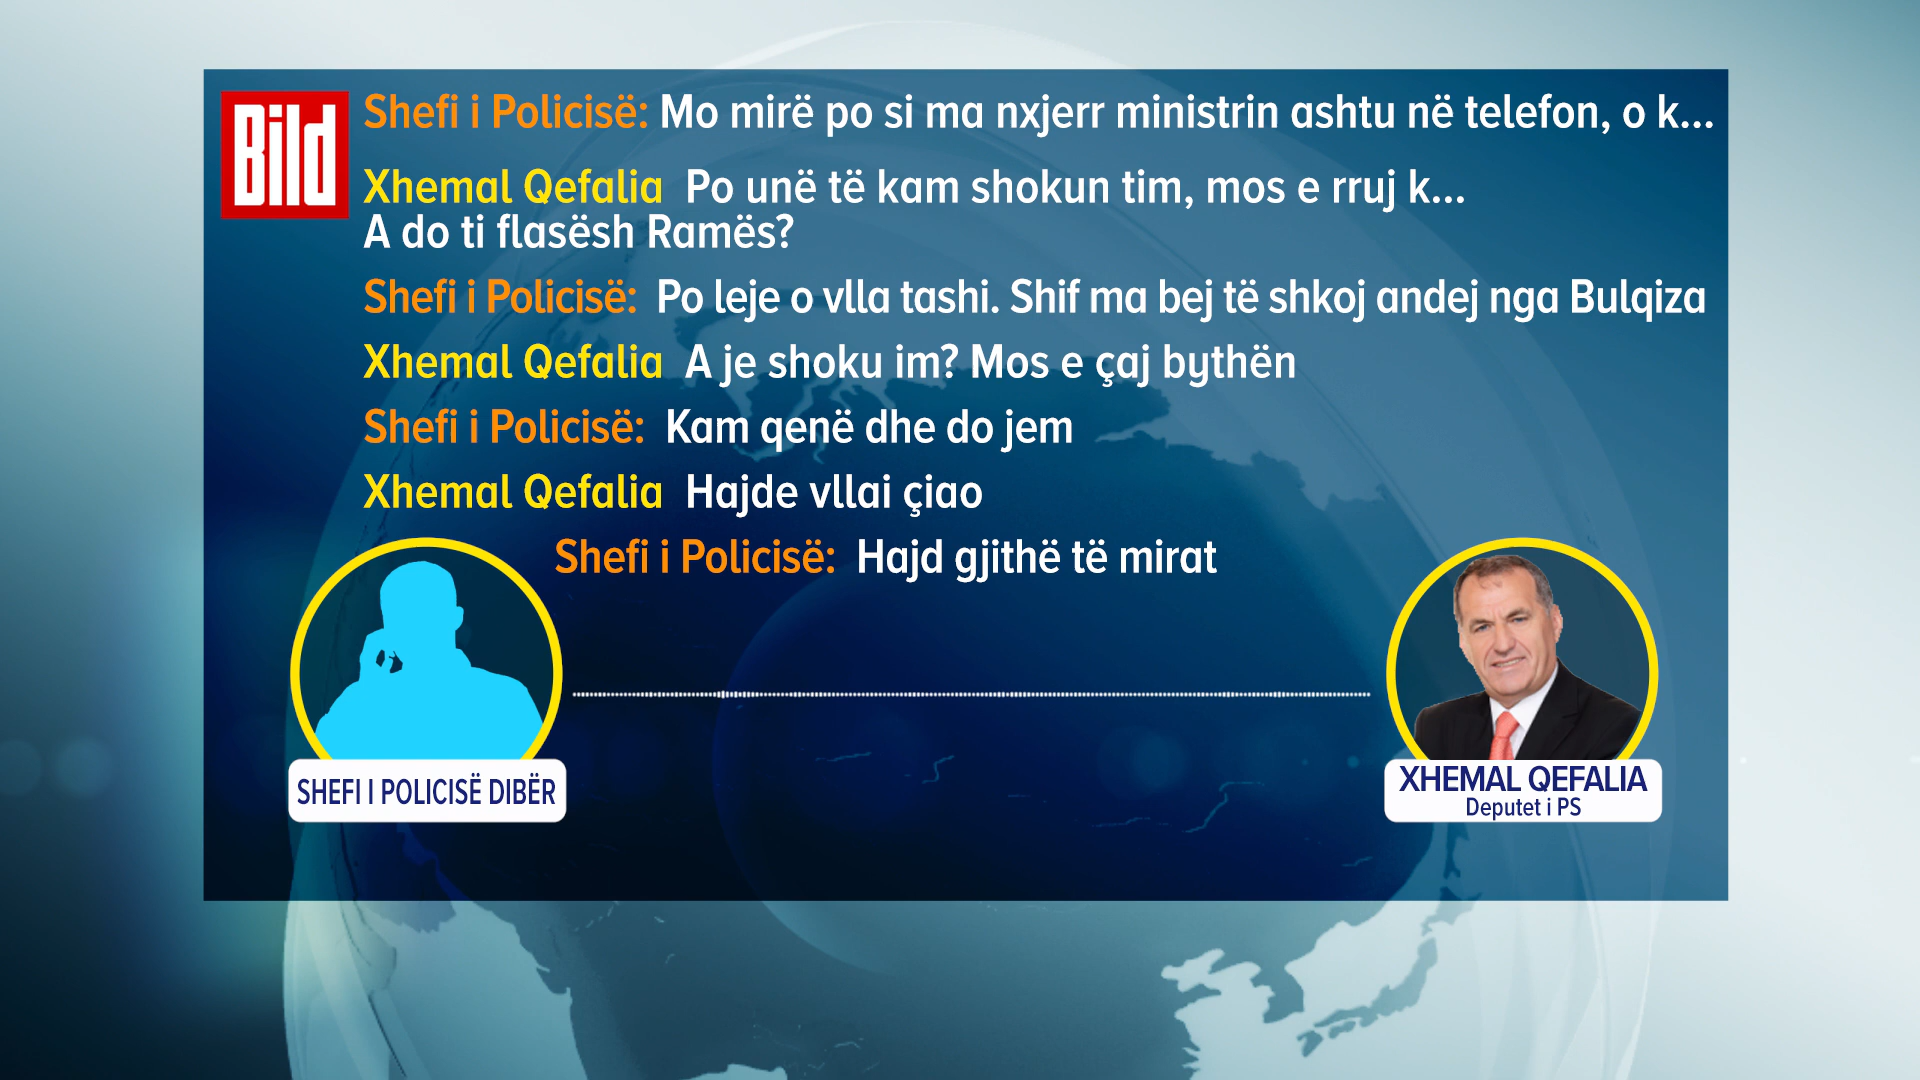 Bild
Shefi i Policisë: Mo mirë po si ma nxjerr ministrin ashtu në telefon, o k...
Xhemal Qefalia Po unë të kam shokun tim, mos e rruj k...
A do ti flasësh Ramës?
Shefi i Policisë: Po leje o vlla tashi. Shif ma bej të shkoj andej nga Bulqiza
Xhemal Qefalia A je shoku im? Mos e çaj bythën
Shefi i Policisë: Kam qenë dhe do jem
Xhemal Qefalia Hajde vllai çiao
Shefi i Policisë: Hajd gjithë të mirat
SHEFI I POLICISË DIBËR
XHEMAL QEFALIA
Deputet i PS